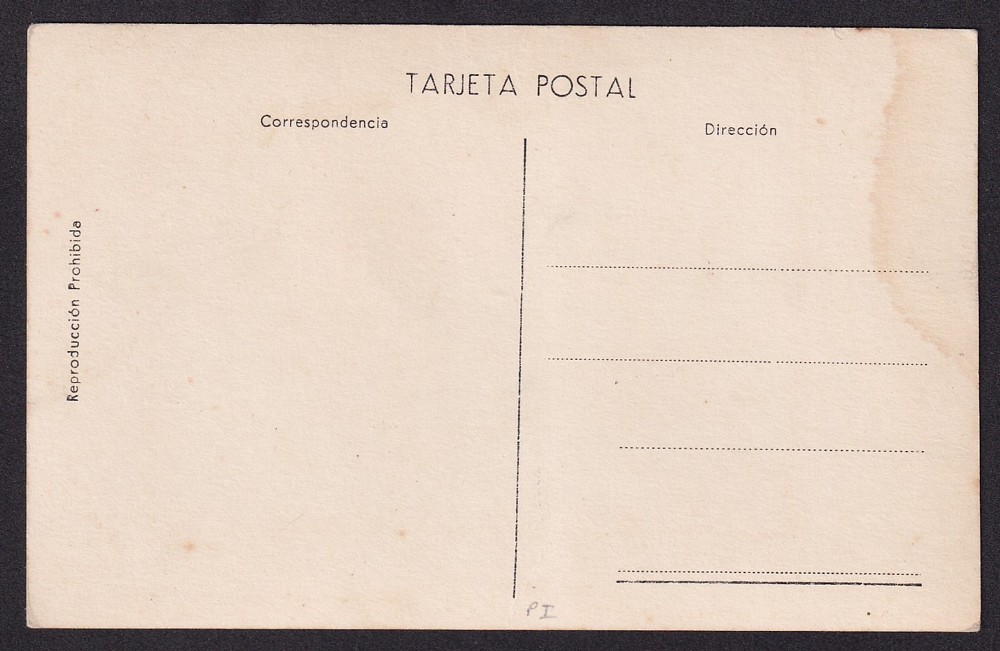 TARJETA POSTAL
Correspondencia
Dirección
Reproducción Prohibida
PI